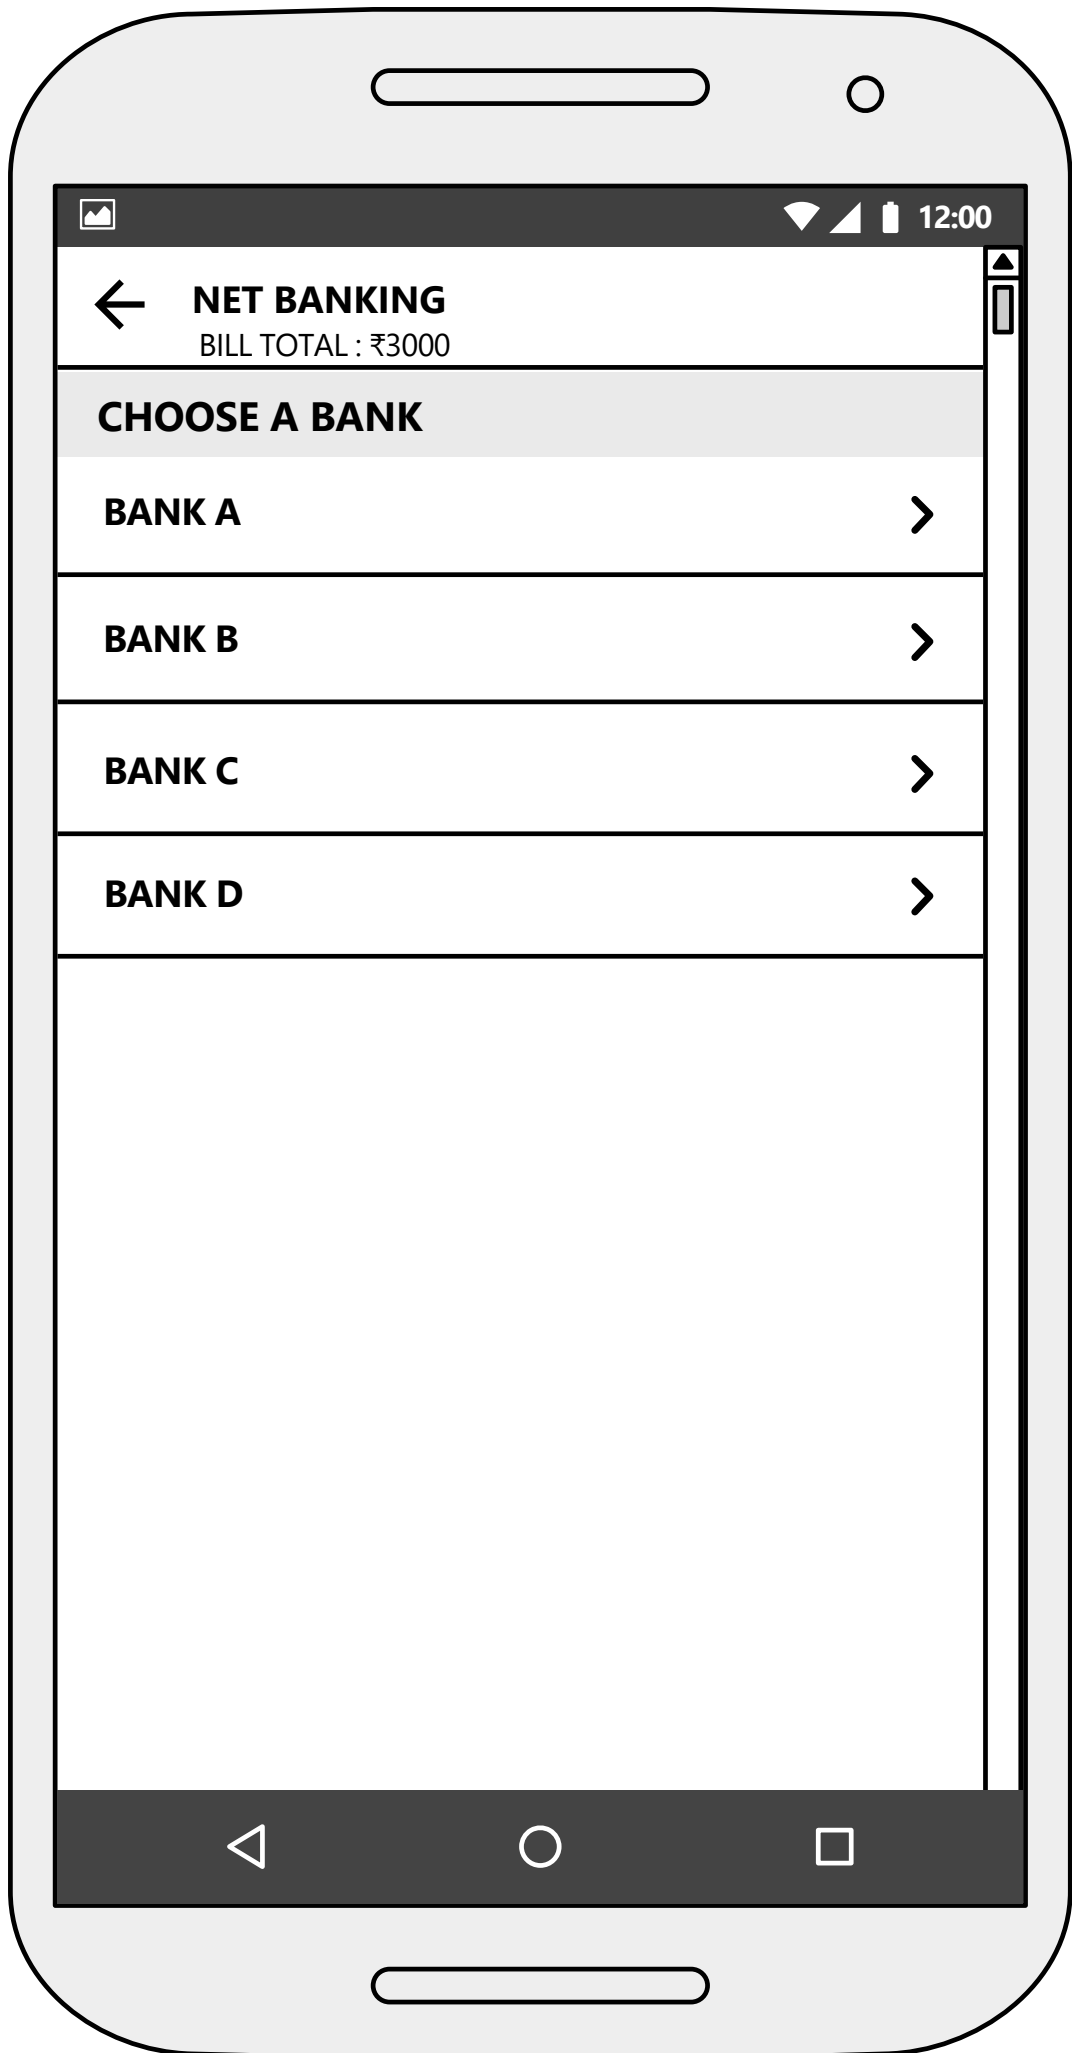 12:00
NET BANKING
BILL TOTAL : ₹3000
CHOOSE A BANK
BANK A
BANK B
BANK C
BANK D